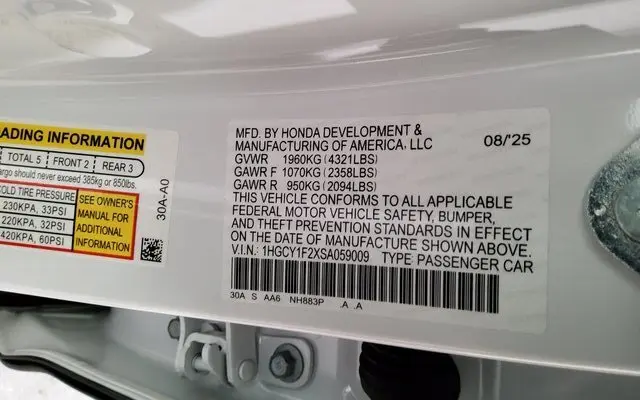 ADING INFORMATION
TOTAL 5 FRONT 2 REAR 3
argo should never exceed 385kg or 850lbs.
COLD TIRE PRESSURE
230KPA, 33PSI
220KPA, 32PSI
420KPA, 60PSI
SEE OWNER'S
MANUAL FOR
ADDITIONAL
INFORMATION
30A-A0
MFD. BY HONDA DEVELOPMENT &
MANUFACTURING OF AMERICA, LLC
08/'25
GVWR 1960KG (4321LBS)
GAWR F 1070KG (2358LBS)
GAWR R 950KG (2094LBS)
THIS VEHICLE CONFORMS TO ALL APPLICABLE
FEDERAL MOTOR VEHICLE SAFETY, BUMPER,
AND THEFT PREVENTION STANDARDS IN EFFECT
ON THE DATE OF MANUFACTURE SHOWN ABOVE.
V.I.N.: 1HGCY1F2XSA059009 TYPE: PASSENGER CAR
30A S AA6 NH883P A A